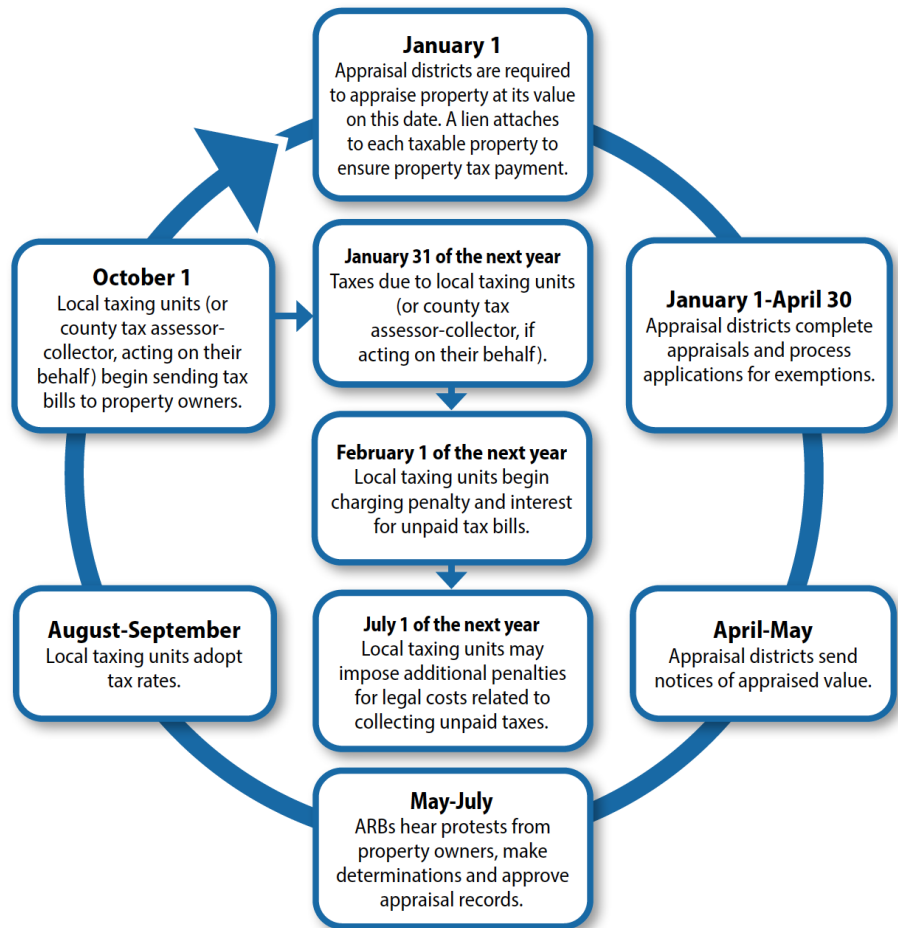 January 1
Appraisal districts are required
to appraise property at its value
on this date. A lien attaches
to each taxable property to
ensure property tax payment.
January 1-April 30
Appraisal districts complete
appraisals and process
applications for exemptions.
April-May
Appraisal districts send
notices of appraised value.
May-July
ARBs hear protests from
property owners, make
determinations and approve
appraisal records.
August-September
Local taxing units adopt
tax rates.
October 1
Local taxing units (or
county tax assessor-
collector, acting on their
behalf) begin sending tax
bills to property owners.
January 31 of the next year
Taxes due to local taxing units
(or county tax
assessor-collector, if
acting on their behalf).
February 1 of the next year
Local taxing units begin
charging penalty and interest
for unpaid tax bills.
July 1 of the next year
Local taxing units may
impose additional penalties
for legal costs related to
collecting unpaid taxes.